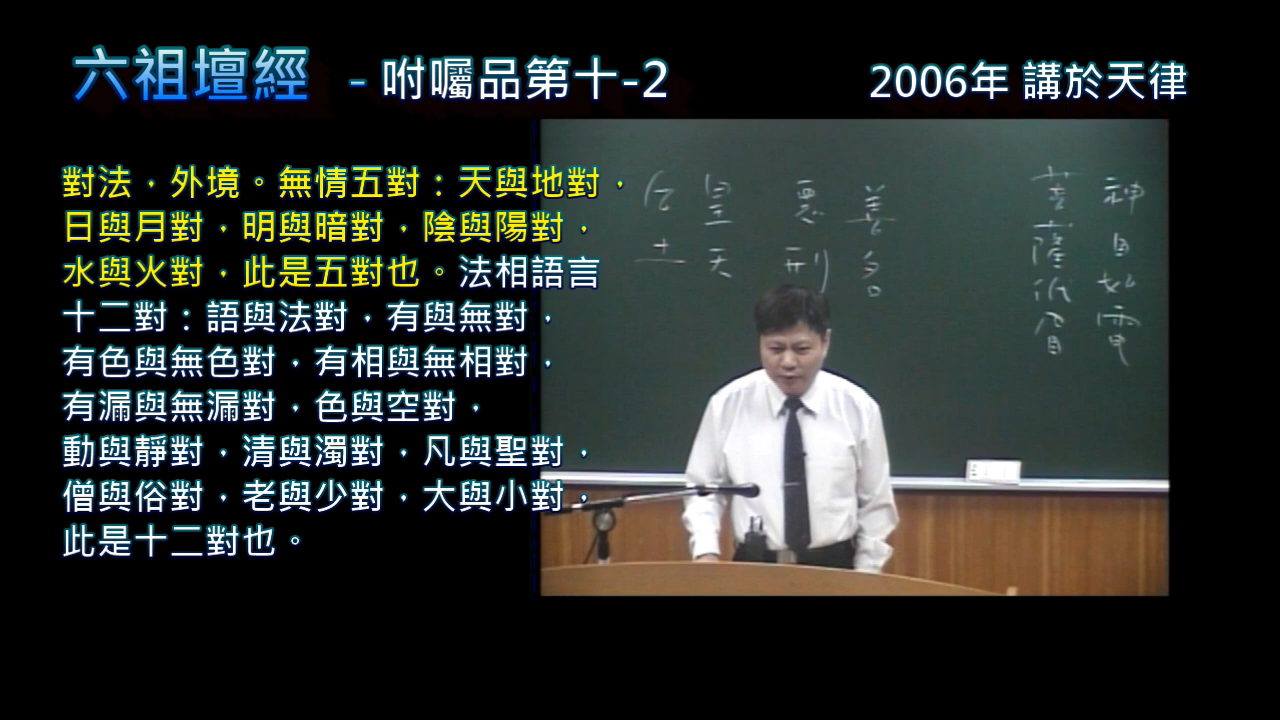 六祖壇經 - 咐囑品第十-2
2006年 講於天律
對法，外境。無情五對：天與地對，
日與月對，明與暗對，陰與陽對，
水與火對，此是五對也。法相語言
十二對：語與法對，有與無對，
有色與無色對，有相與無相對，
有漏與無漏對，色與空對，
動與靜對，清與濁對，凡與聖對，
僧與俗對，老與少對，大與小對，
此是十二對也。
神目如電
菩薩低眉
善名
惡刑
皇天
后土